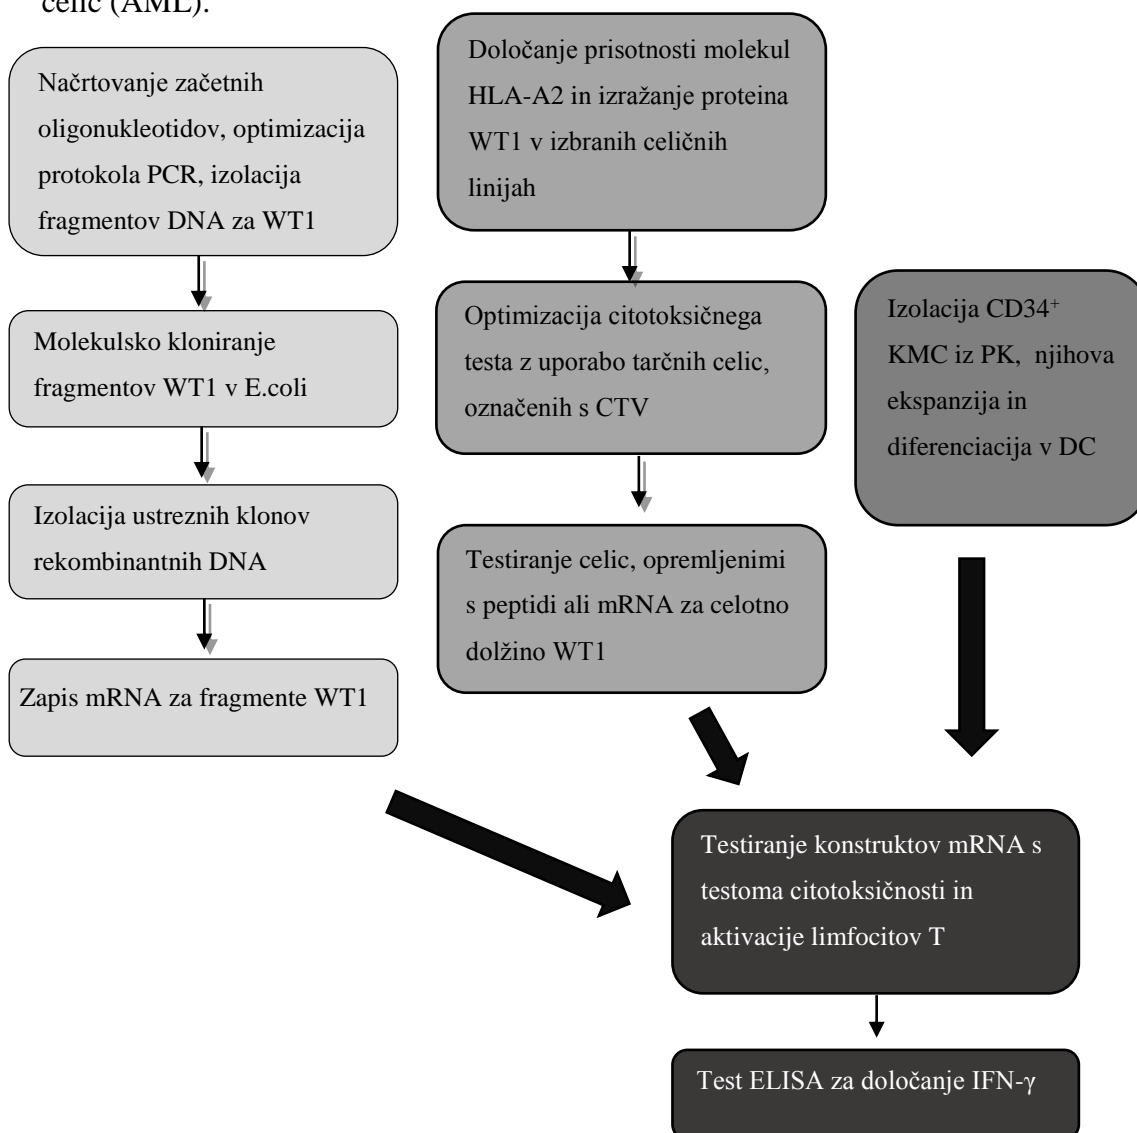 celic (AML).
Načrtovanje začetnih
oligonukleotidov, optimizacija
protokola PCR, izolacija
fragmentov DNA za WT1
Molekulsko kloniranje
fragmentov WT1 v E.coli
Izolacija ustreznih klonov
rekombinantnih DNA
Zapis mRNA za fragmente WT1
Določanje prisotnosti molekul
HLA-A2 in izražanje proteina
WT1 v izbranih celičnih
linijah
Optimizacija citotoksičnega
testa z uporabo tarčnih celic,
označenih s CTV
Testiranje celic, opremljenimi
s peptidi ali mRNA za celotno
dolžino WT1
Izolacija CD34⁺
KMC iz PK, njihova
ekspanzija in
diferenciacija v DC
Testiranje konstruktov mRNA s
testoma citotoksičnosti in
aktivacije limfocitov T
Test ELISA za določanje IFN-γ